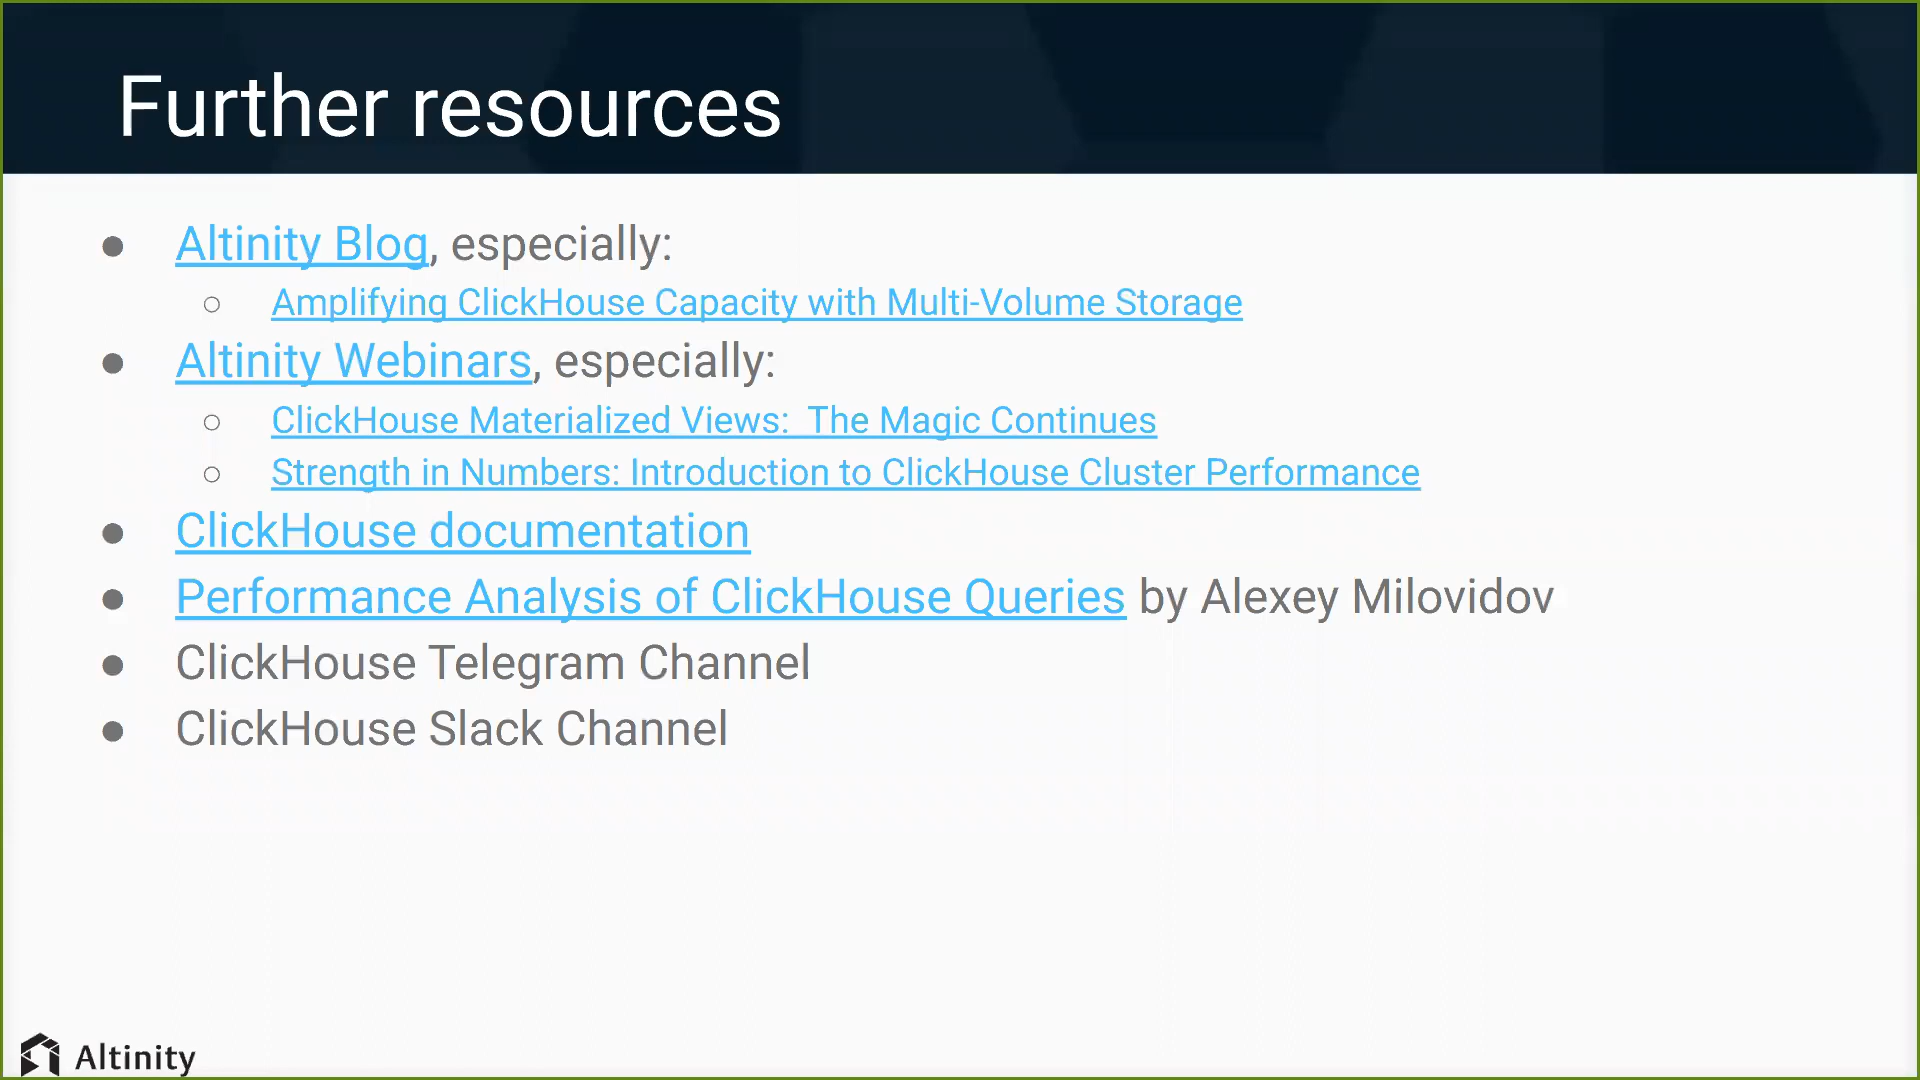 Further resources
● Altinity Blog, especially:
○ Amplifying ClickHouse Capacity with Multi-Volume Storage
● Altinity Webinars, especially:
○ ClickHouse Materialized Views:  The Magic Continues
○ Strength in Numbers: Introduction to ClickHouse Cluster Performance
● ClickHouse documentation
● Performance Analysis of ClickHouse Queries by Alexey Milovidov
● ClickHouse Telegram Channel
● ClickHouse Slack Channel
Altinity